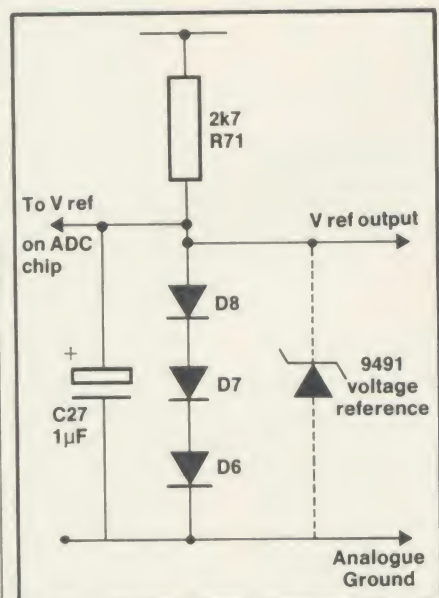 2k7
R71
To V ref
on ADC
chip
V ref output
D8
+
C27
1µF
D7
9491
voltage
reference
D6
Analogue
Ground